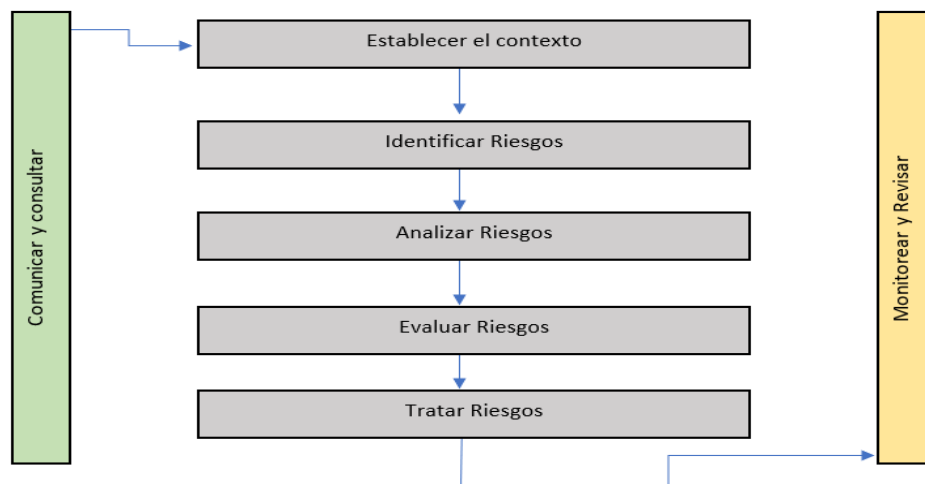 Comunicar y consultar
Establecer el contexto
Identificar Riesgos
Analizar Riesgos
Evaluar Riesgos
Tratar Riesgos
Monitorear y Revisar